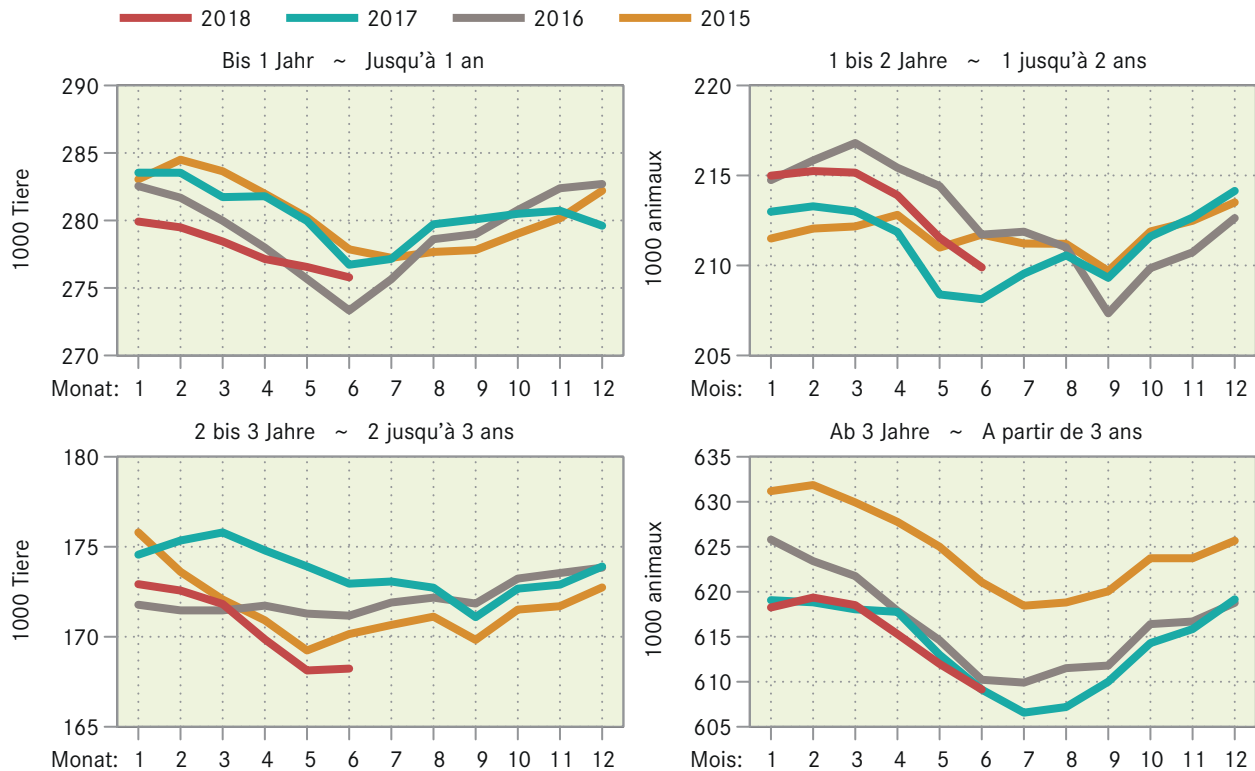 2018 2017 2016 2015
Bis 1 Jahr ~ Jusqu'à 1 an
1000 Tiere
290
285
280
275
270
Monat: 1 2 3 4 5 6 7 8 9 10 11 12
1 bis 2 Jahre ~ 1 jusqu'à 2 ans
1000 animaux
220
215
210
205
Mois: 1 2 3 4 5 6 7 8 9 10 11 12
2 bis 3 Jahre ~ 2 jusqu'à 3 ans
1000 Tiere
180
175
170
165
Monat: 1 2 3 4 5 6 7 8 9 10 11 12
Ab 3 Jahre ~ A partir de 3 ans
1000 animaux
635
630
625
620
615
610
605
Mois: 1 2 3 4 5 6 7 8 9 10 11 12